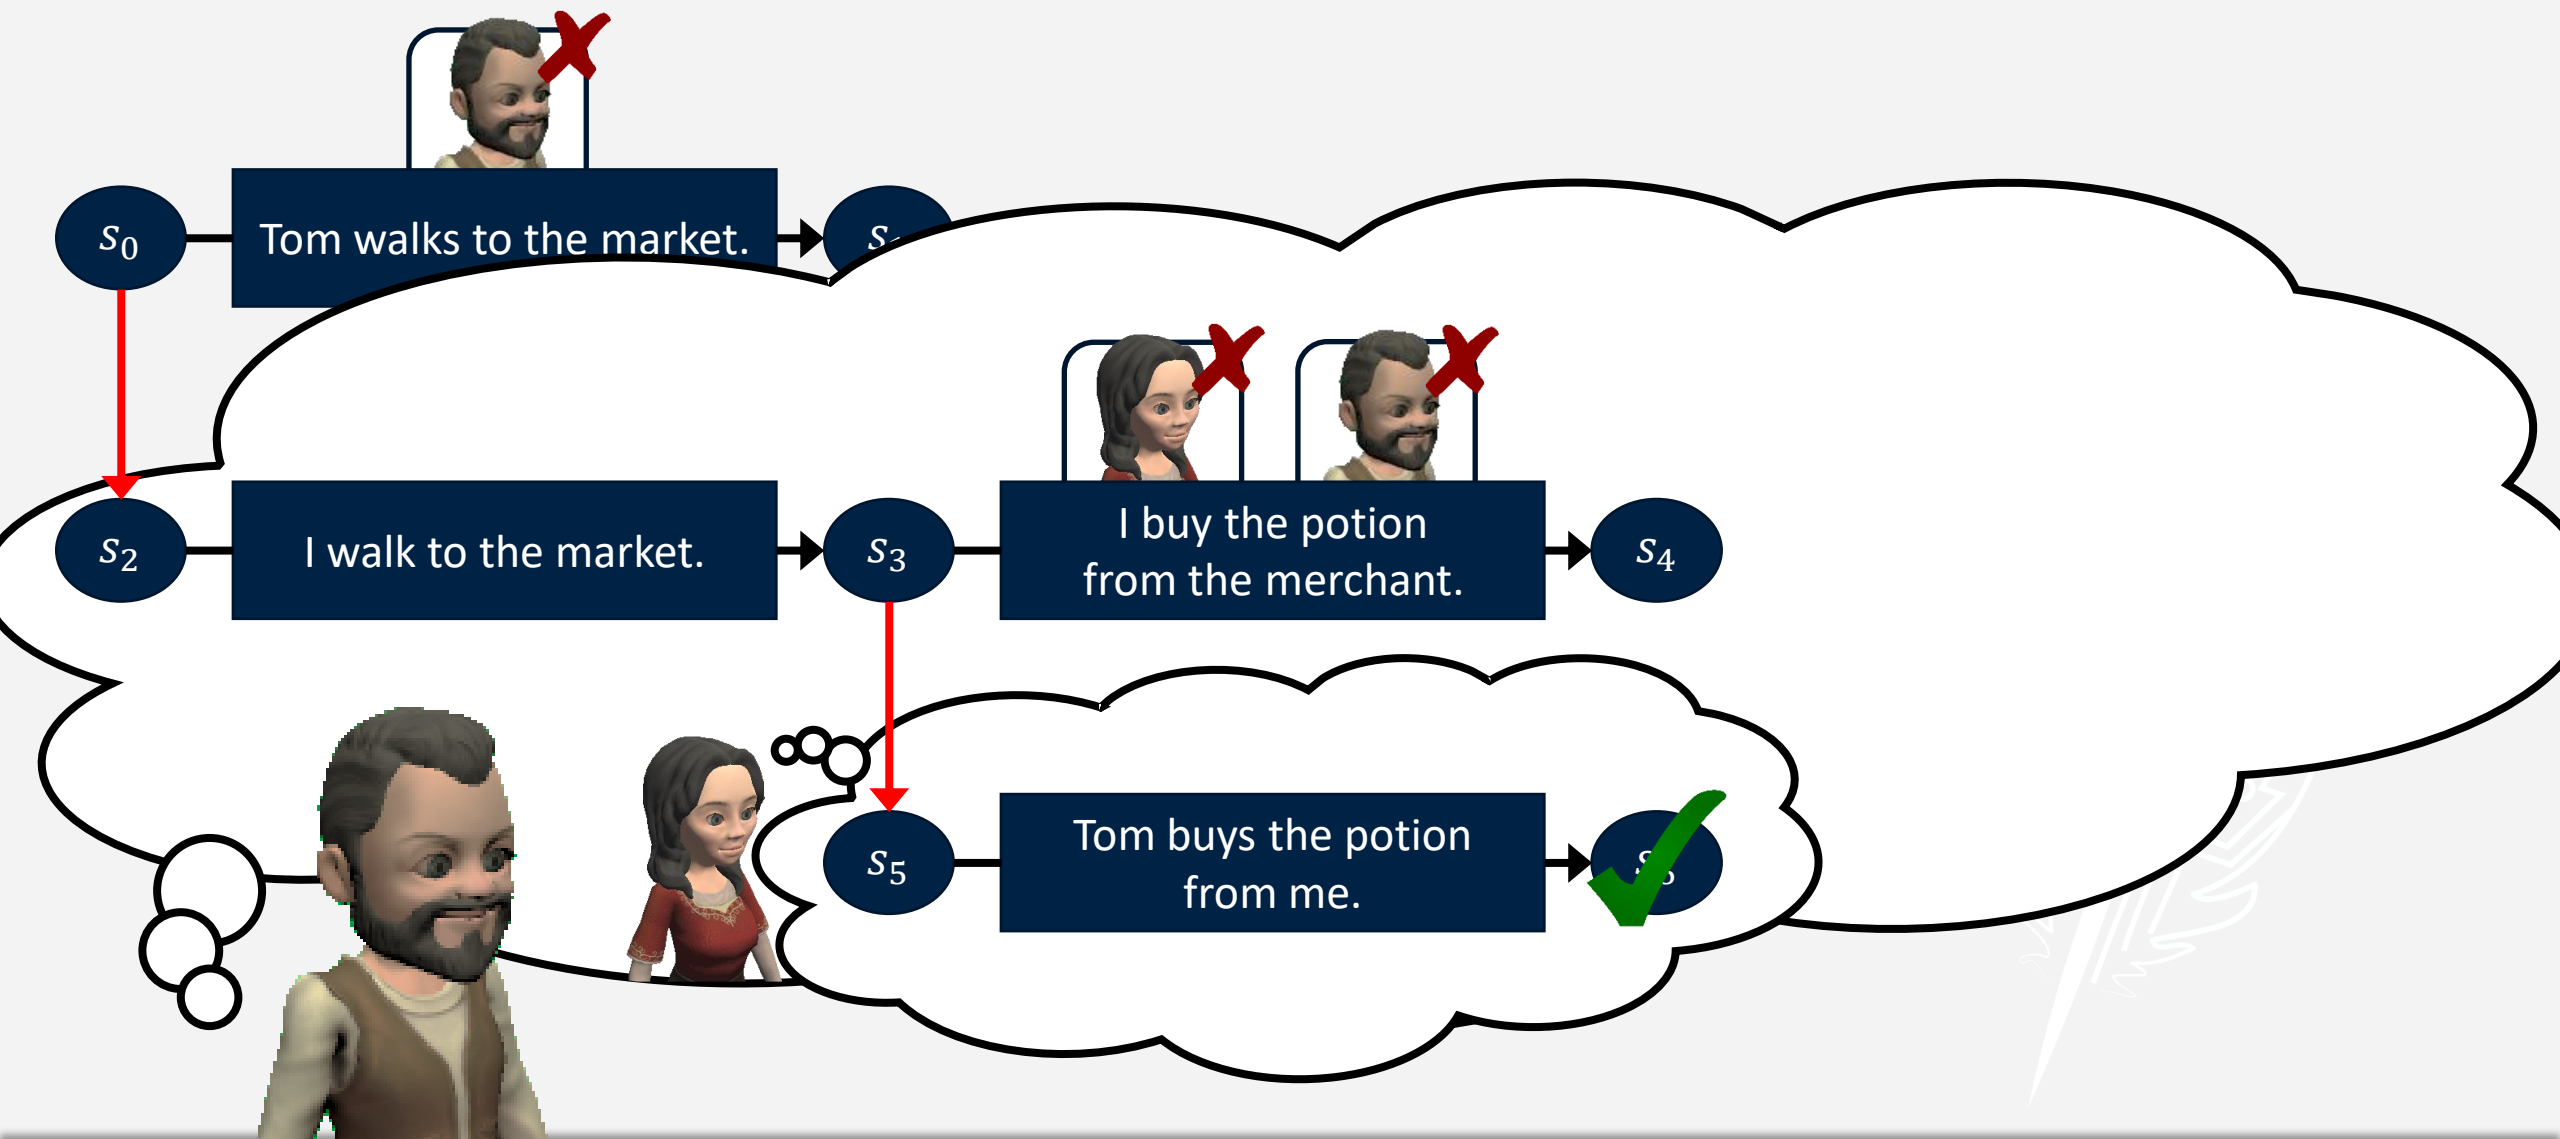 s0
Tom walks to the market.
s2
I walk to the market.
s3
I buy the potion
from the merchant.
s4
s5
Tom buys the potion
from me.